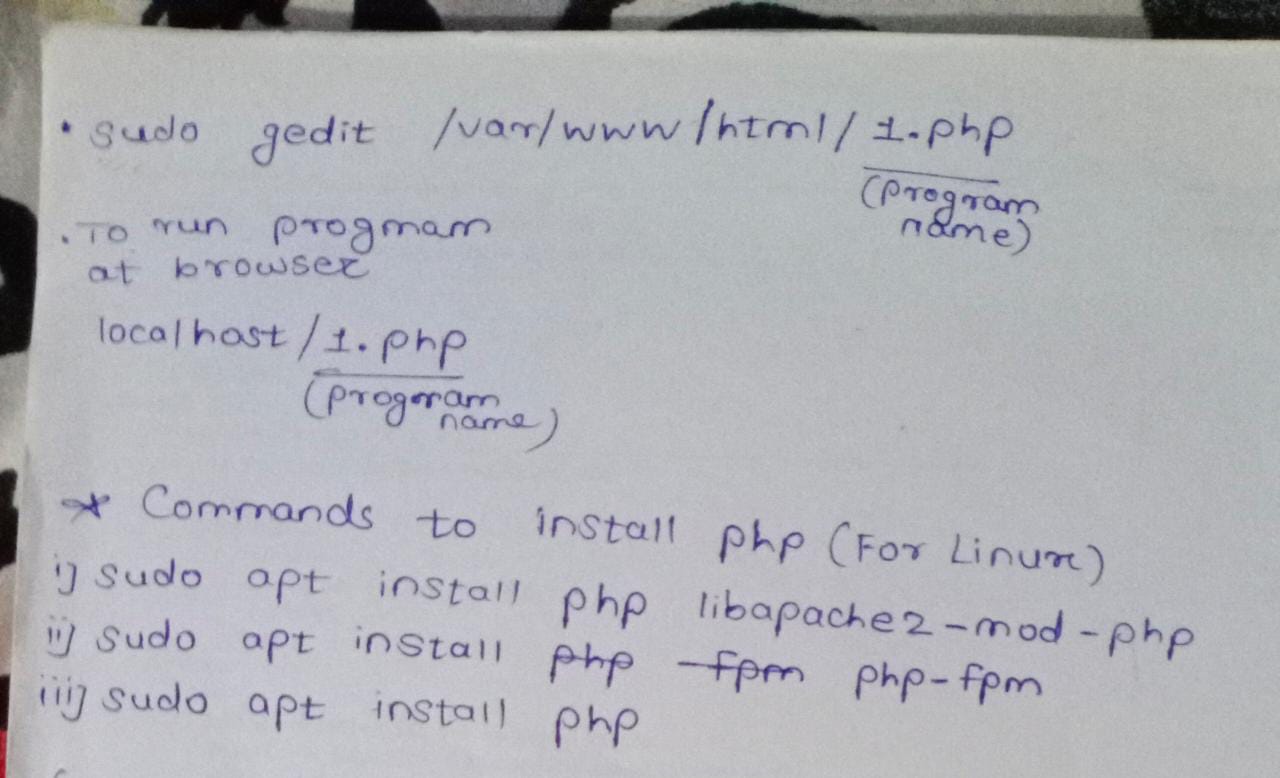 • sudo gedit /var/www/html/1.php
(program
name)
. To run program
at browser
localhost/1.php
(program
name)
* Commands to install php (For Linux)
i) sudo apt install php libapache2-mod-php
ii) sudo apt install php -fpm php-fpm
iii) sudo apt install php